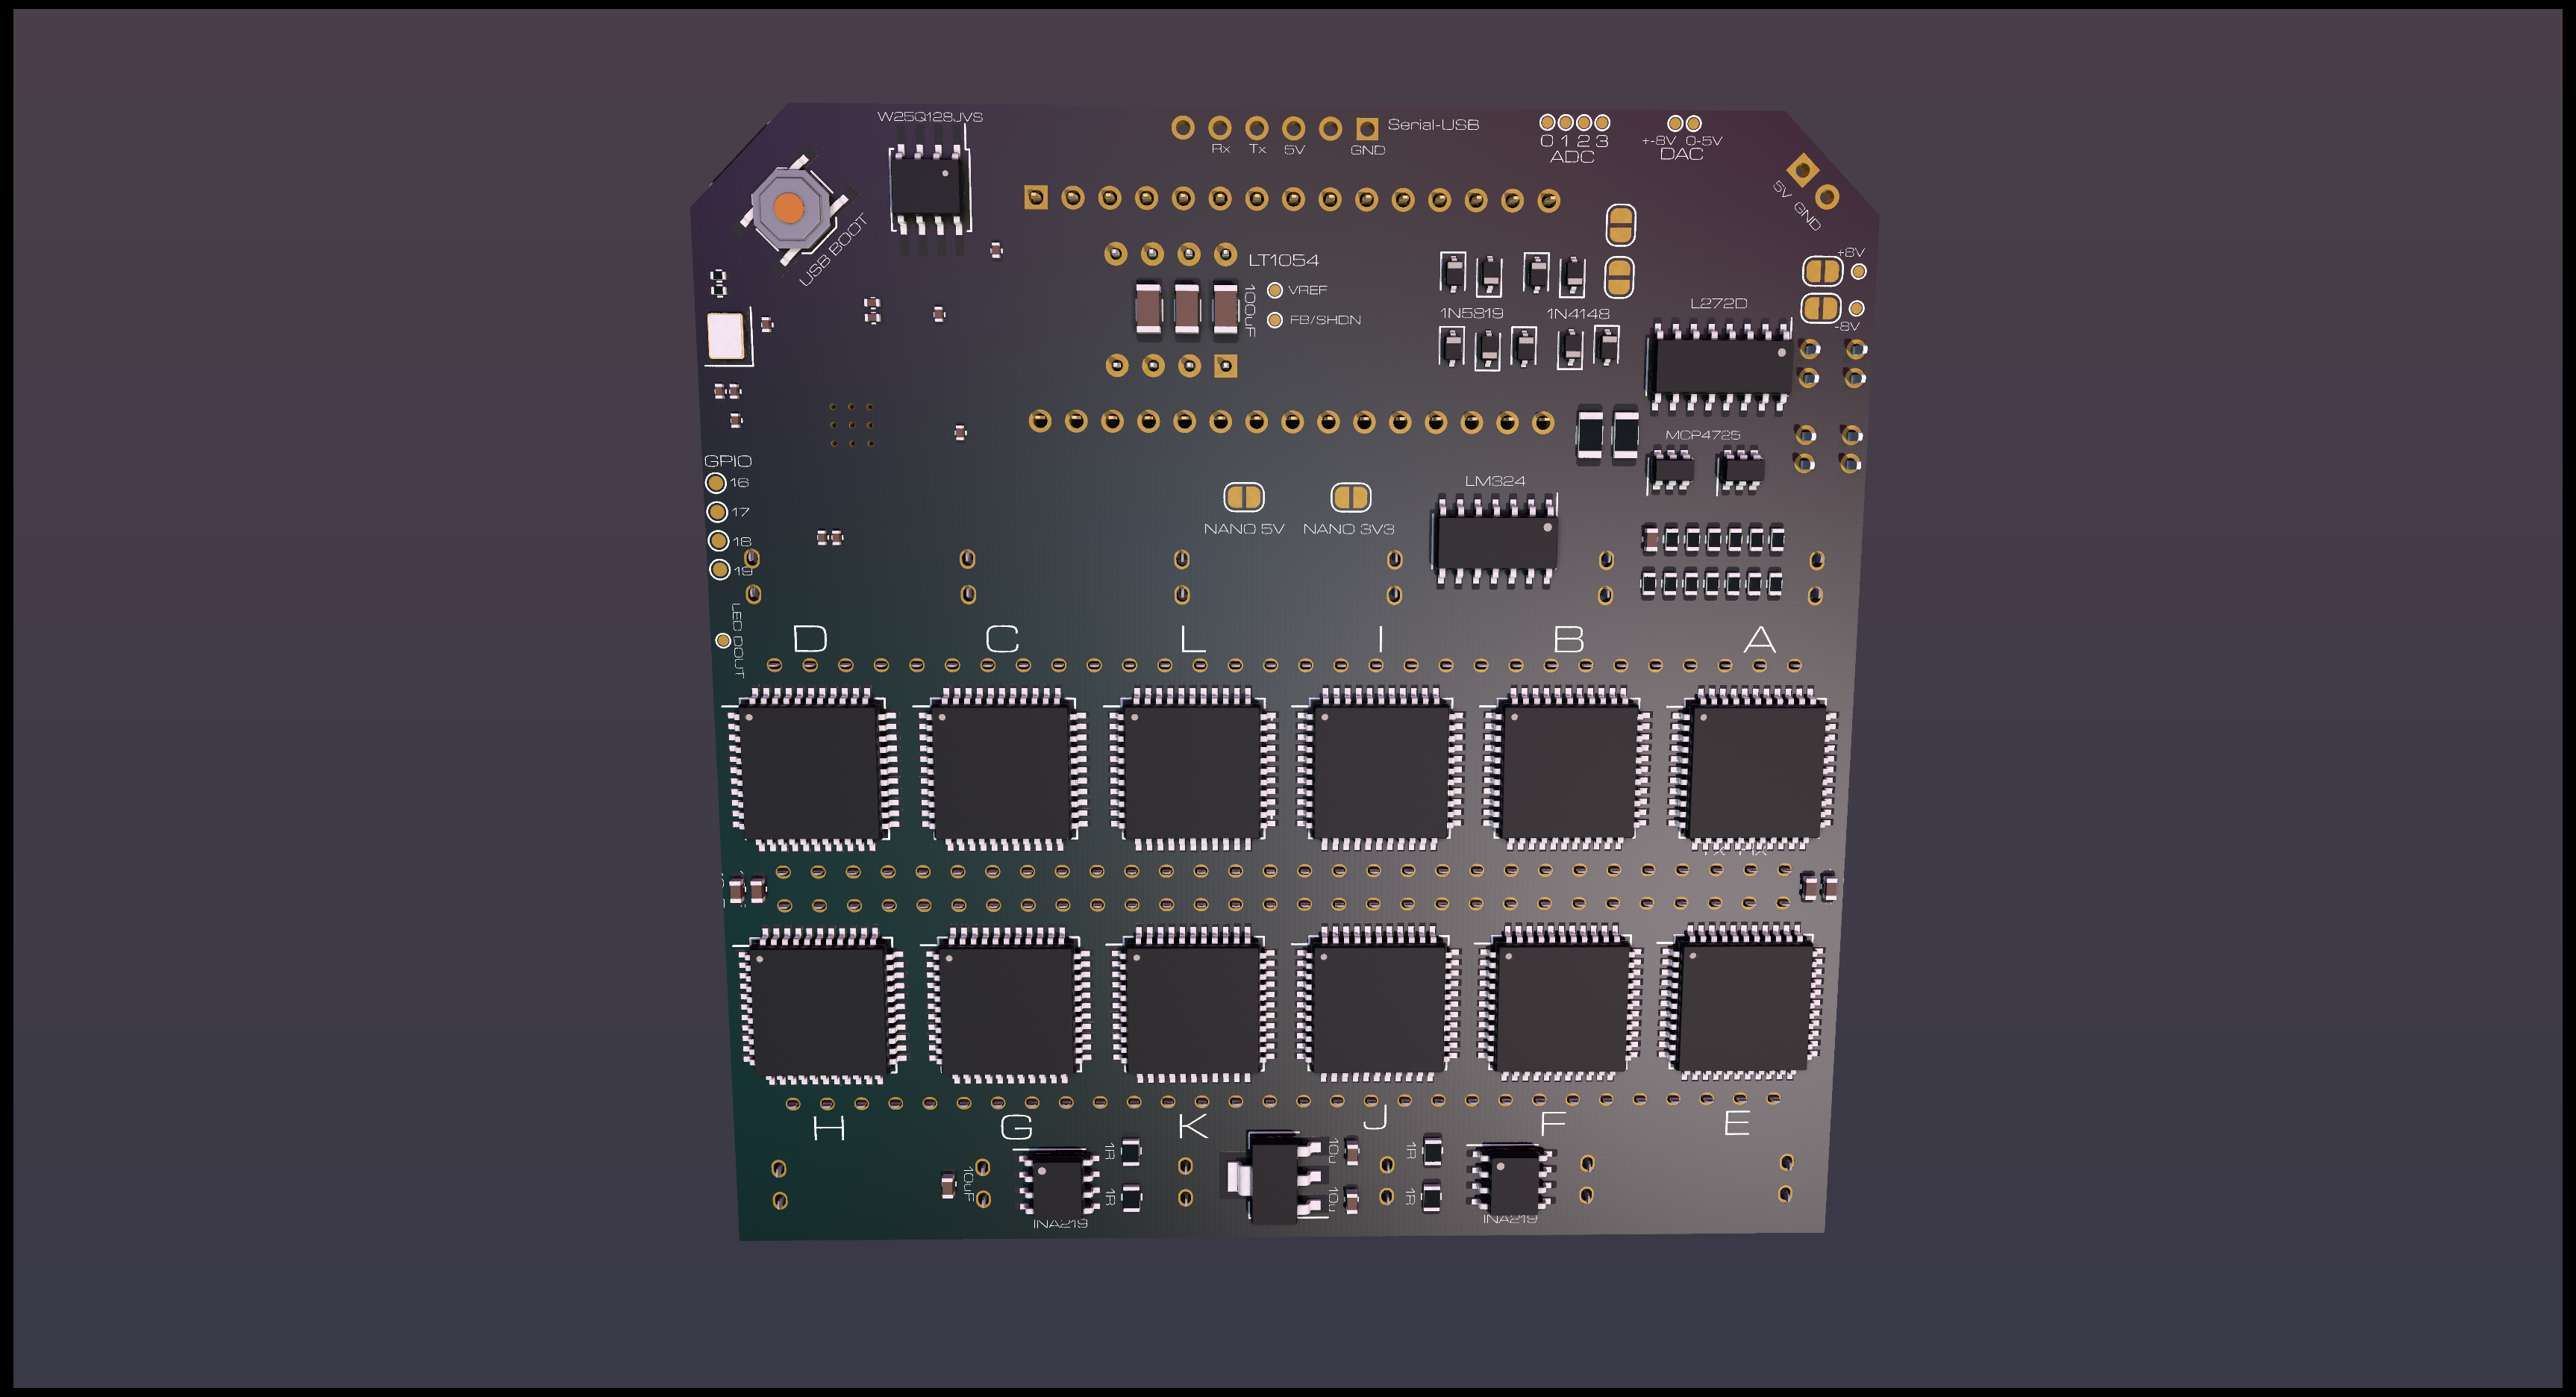 W25Q128JVS
Serial-USB
Rx Tx 5V GND
0 1 2 3
ADC
+-8V 0-5V
DAC
5V GND
USB BOOT
LT1054
VREF
FB/SHDN
100uF
+8V
-8V
L272D
1N5819
1N4148
MCP4725
LM324
GPIO
16
17
18
19
NANO 5V
NANO 3V3
LED DOUT
D C L I B A
H G K J F E
1R
1R
10u
10u
1R
1R
10uF
INA219
INA219